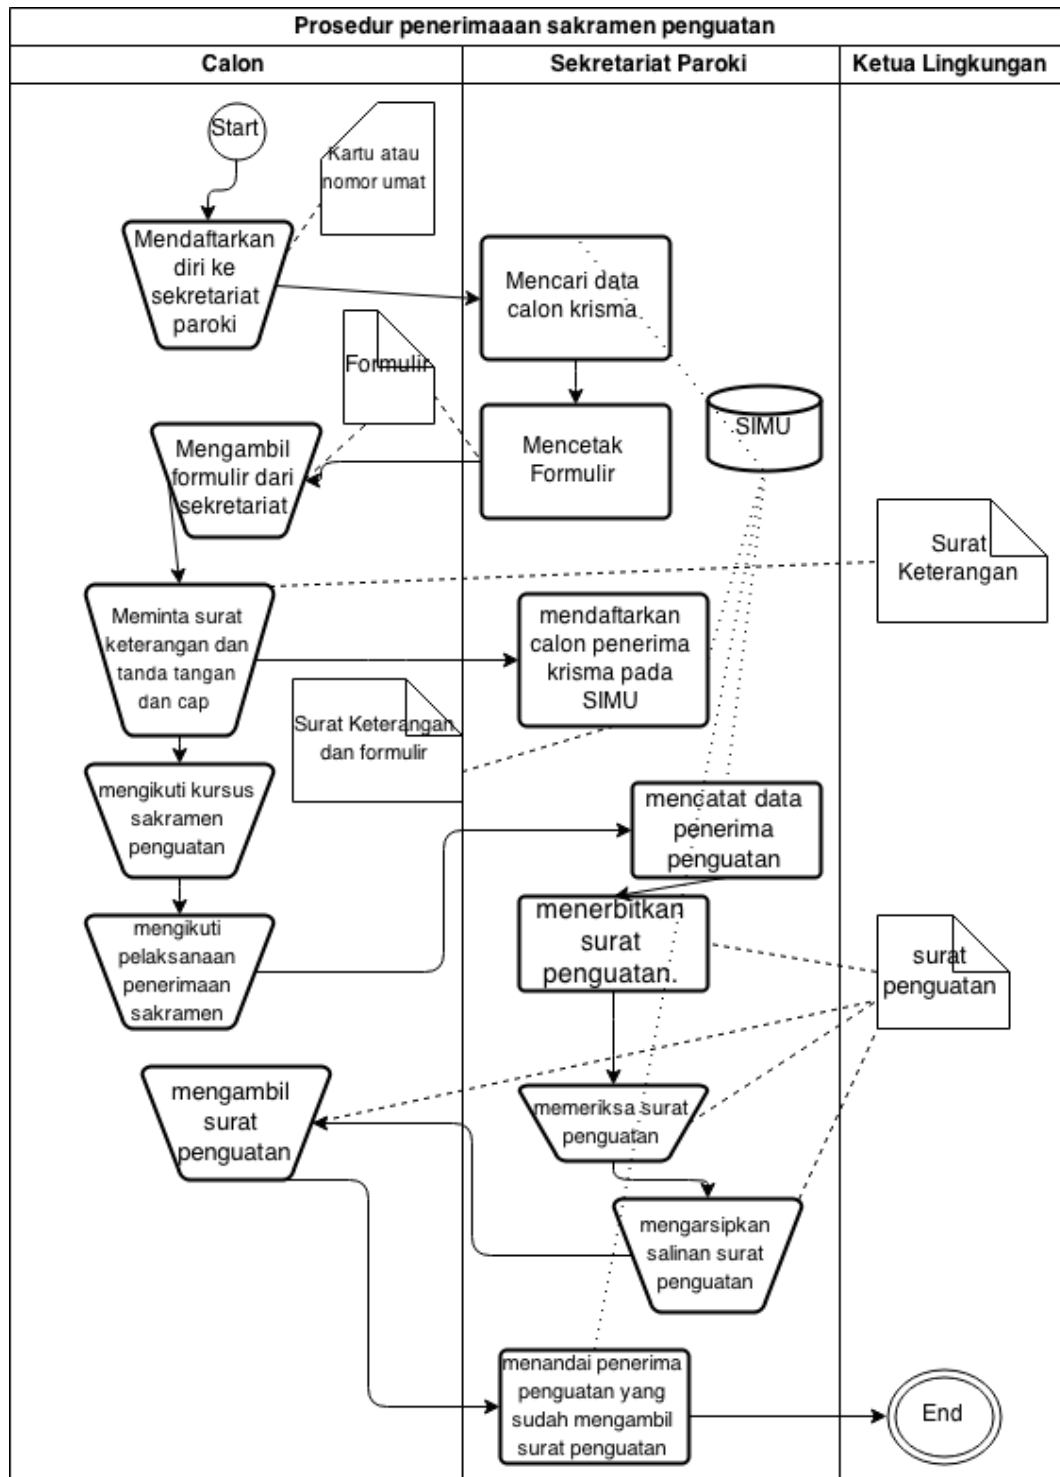 Prosedur penerimaaan sakramen penguatan
Calon
Sekretariat Paroki
Ketua Lingkungan
Start
Kartu atau
nomor umat
Mendaftarkan
diri ke
sekretariat
paroki
Mencari data
calon krisma
Formulir
Mencetak
Formulir
SIMU
Mengambil
formulir dari
sekretariat
Surat
Keterangan
Meminta surat
keterangan dan
tanda tangan
dan cap
mendaftarkan
calon penerima
krisma pada
SIMU
Surat Keterangan
dan formulir
mengikuti kursus
sakramen
penguatan
mencatat data
penerima
penguatan
menerbitkan
surat
penguatan.
mengikuti
pelaksanaan
penerimaan
sakramen
surat
penguatan
mengambil
surat
penguatan
memeriksa surat
penguatan
mengarsipkan
salinan surat
penguatan
menandai penerima
penguatan yang
sudah mengambil
surat penguatan
End